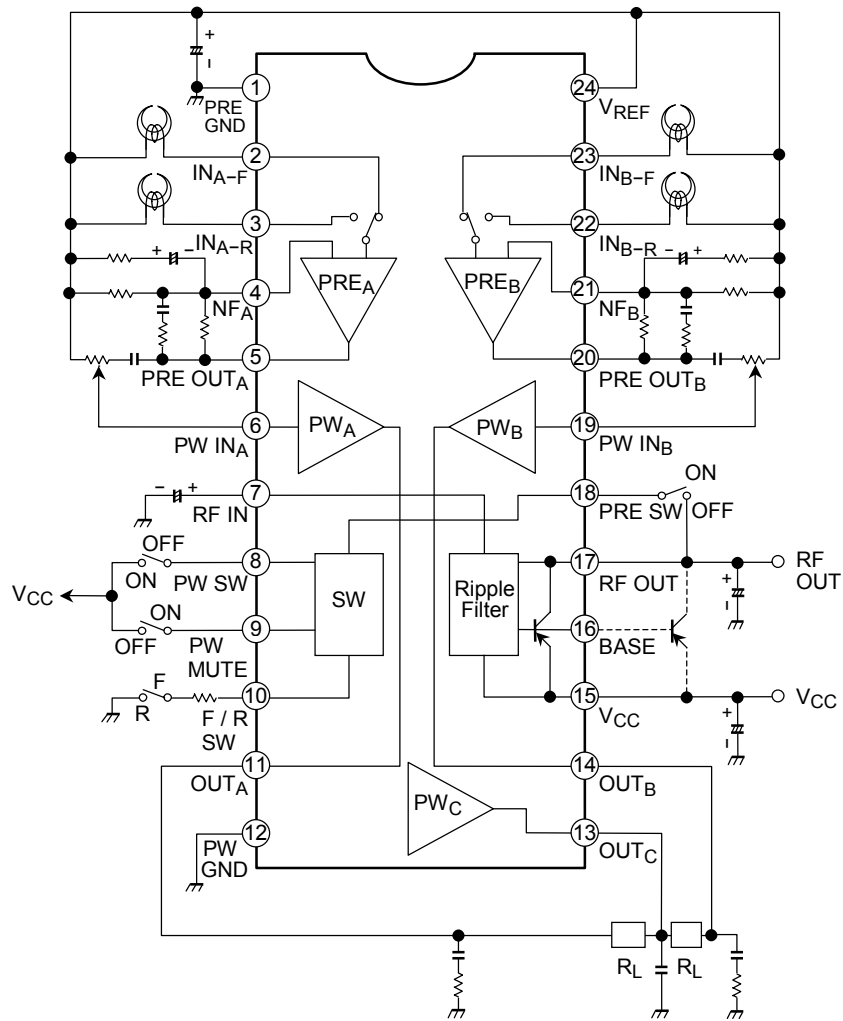 +
−
1
PRE
GND
24
VREF
2
INA−F
23
INB−F
3
INA−R
22
INB−R
+ −
− +
4
NFA
PREA
PREB
21
NFB
5
PRE OUTA
20
PRE OUTB
6
PW INA
PWA
PWB
19
PW INB
− +
7
RF IN
18
PRE SW
ON
OFF
OFF
ON
8
PW SW
SW
Ripple
Filter
17
RF OUT
RF
OUT
+
−
VCC
ON
OFF
9
PW
MUTE
16
BASE
F
R
10
F / R
SW
15
VCC
VCC
+
−
11
OUTA
14
OUTB
PWC
12
PW
GND
13
OUTC
RL
RL